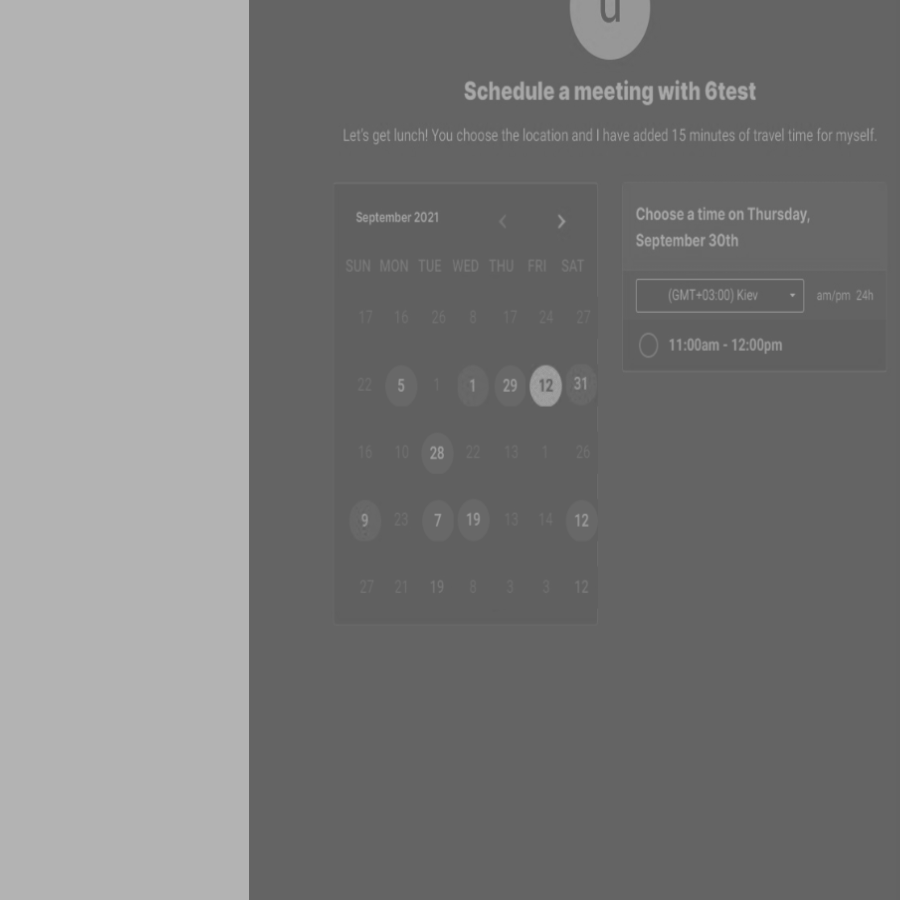 u
Schedule a meeting with 6test
Let's get lunch! You choose the location and I have added 15 minutes of travel time for myself.
September 2021
SUN MON TUE WED THU FRI SAT
17 16 26 8 17 24 27
22 5 1 1 29 12 31
16 10 28 22 13 1 26
9 23 7 19 13 14 12
27 21 19 8 3 3 12
Choose a time on Thursday,
September 30th
(GMT+03:00) Kiev am/pm 24h
11:00am - 12:00pm